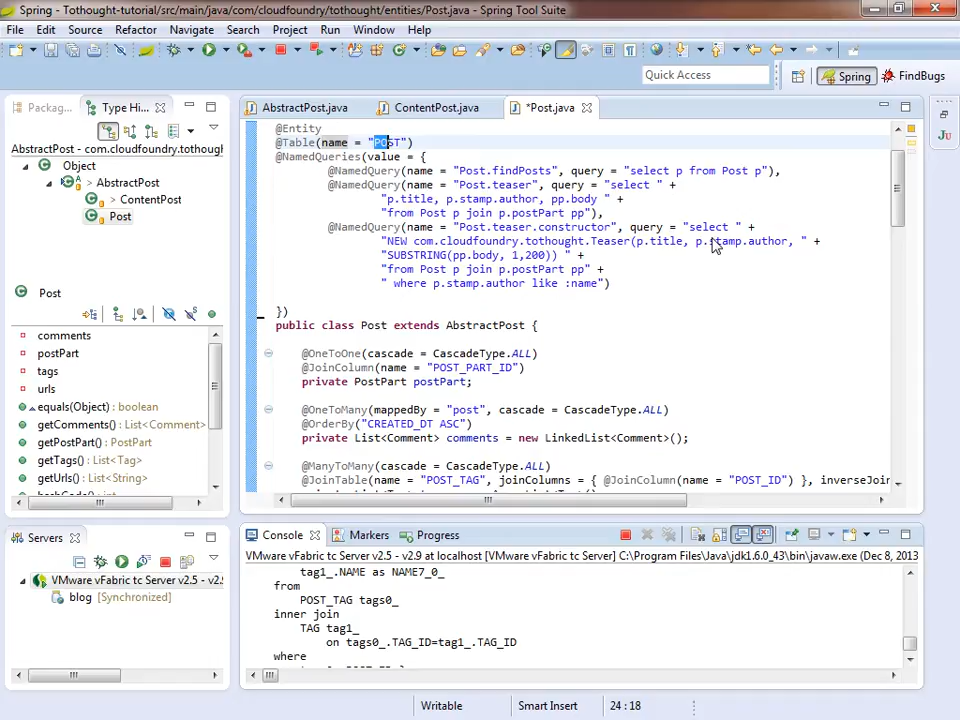 Spring - Tothought-tutorial/src/main/java/com/cloudfoundry/tothought/entities/Post.java - Spring Tool Suite
File Edit Source Refactor Navigate Search Project Run Window Help
Quick Access
Spring
FindBugs
Packag...
Type Hi...
AbstractPost - com.cloudfoundry.tothough
Object
> AbstractPost
> ContentPost
Post
Post
comments
postPart
tags
urls
equals(Object) : boolean
getComments() : List<Comment>
getPostPart() : PostPart
getTags() : List<Tag>
getUrls() : List<String>
AbstractPost.java
ContentPost.java
*Post.java
@Entity
@Table(name = "POST")
@NamedQueries(value = {
@NamedQuery(name = "Post.findPosts", query = "select p from Post p"),
@NamedQuery(name = "Post.teaser", query = "select " +
"p.title, p.stamp.author, pp.body " +
"from Post p join p.postPart pp"),
@NamedQuery(name = "Post.teaser.constructor", query = "select " +
"NEW com.cloudfoundry.tothought.Teaser(p.title, p.stamp.author, " +
"SUBSTRING(pp.body, 1,200)) " +
"from Post p join p.postPart pp" +
" where p.stamp.author like :name")
})
public class Post extends AbstractPost {
@OneToOne(cascade = CascadeType.ALL)
@JoinColumn(name = "POST_PART_ID")
private PostPart postPart;
@OneToMany(mappedBy = "post", cascade = CascadeType.ALL)
@OrderBy("CREATED_DT ASC")
private List<Comment> comments = new LinkedList<Comment>();
@ManyToMany(cascade = CascadeType.ALL)
@JoinTable(name = "POST_TAG", joinColumns = { @JoinColumn(name = "POST_ID") }, inverseJoin
Ju
Servers
VMware vFabric tc Server v2.5 - v2.
blog [Synchronized]
Console
Markers
Progress
VMware vFabric tc Server v2.5 - v2.9 at localhost [VMware vFabric tc Server] C:\Program Files\Java\jdk1.6.0_43\bin\javaw.exe (Dec 8, 2013
tag1_.NAME as NAME7_0_
from
POST_TAG tags0_
inner join
TAG tag1_
on tags0_.TAG_ID=tag1_.TAG_ID
where
Writable
Smart Insert
24 : 18